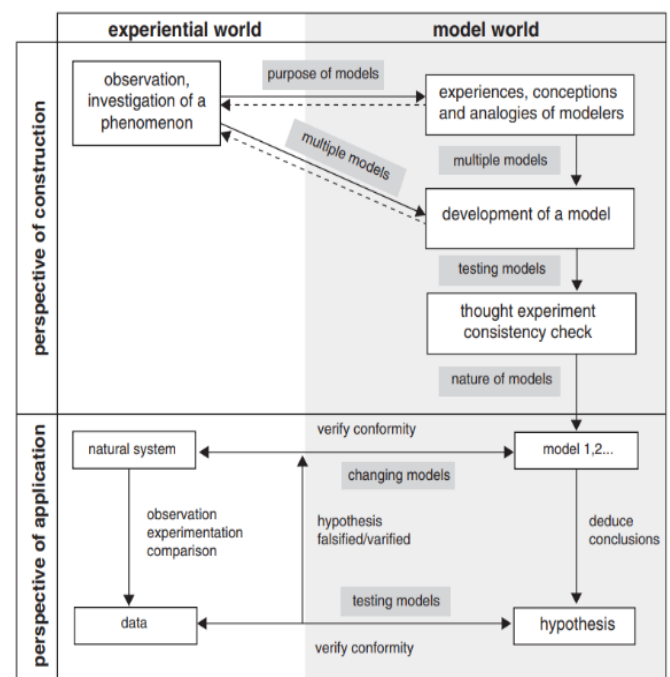 experiential world
model world
perspective of construction
observation,
investigation of a
phenomenon
purpose of models
experiences, conceptions
and analogies of modelers
multiple models
multiple models
development of a model
testing models
thought experiment
consistency check
nature of models
perspective of application
natural system
verify conformity
changing models
model 1,2...
observation
experimentation
comparison
hypothesis
falsified/varified
deduce
conclusions
data
testing models
verify conformity
hypothesis